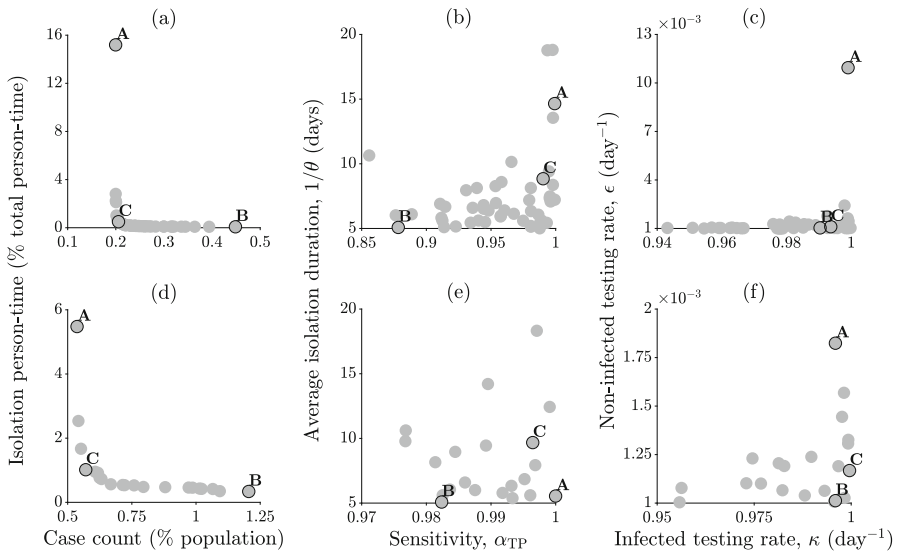 (a)
16
12
8
4
0
0.1
0.2
0.3
0.4
0.5
A
B
C
(b)
20
15
10
5
0.85
0.9
0.95
1
A
B
C
(c)
×10⁻³
13
10
7
4
1
0.94
0.96
0.98
1
A
B
C
(d)
6
4
2
0
0.5
0.75
1
1.25
A
B
C
(e)
20
15
10
5
0.97
0.98
0.99
1
A
B
C
(f)
×10⁻³
2
1.75
1.5
1.25
1
0.95
0.975
1
A
B
C
Isolation person-time (% total person-time)
Average isolation duration, 1/θ (days)
Non-infected testing rate, ϵ (day⁻¹)
Case count (% population)
Sensitivity, α_TP
Infected testing rate, κ (day⁻¹)